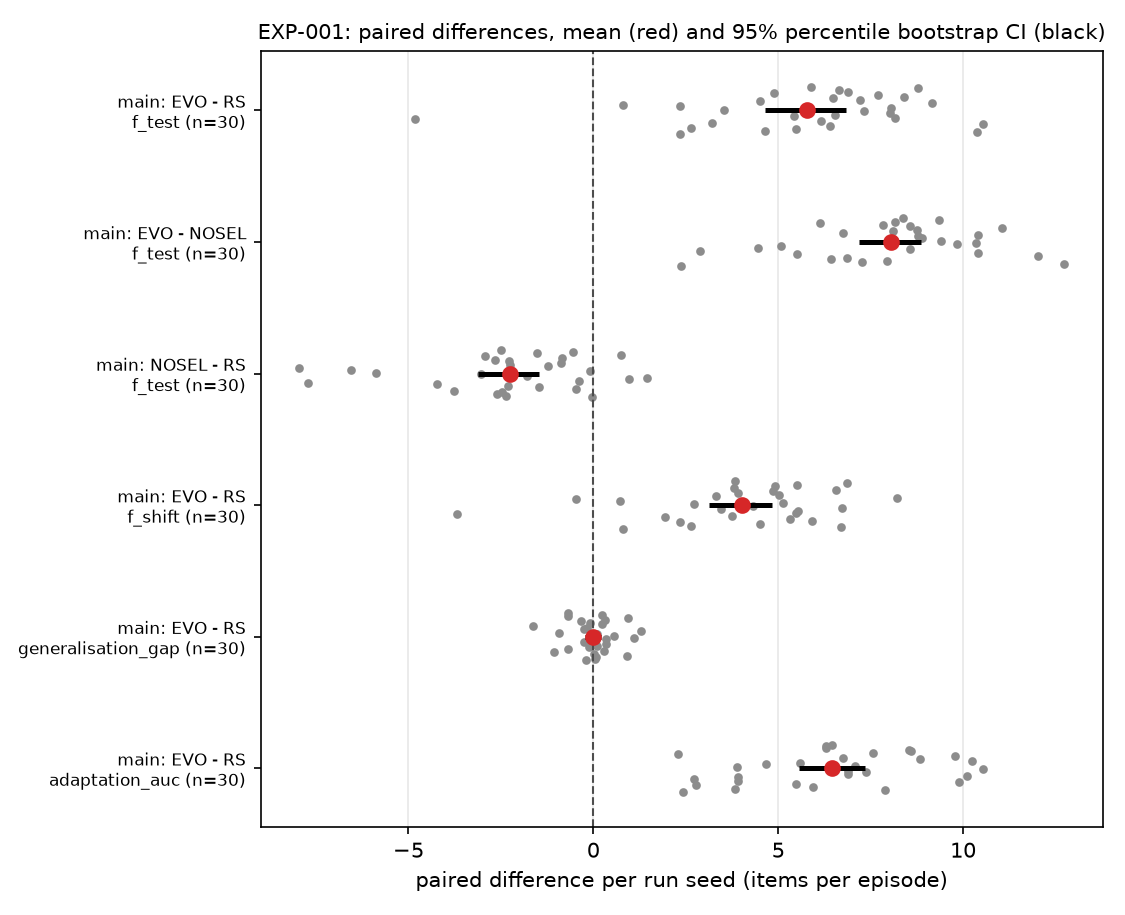 EXP-001: paired differences, mean (red) and 95% percentile bootstrap CI (black)
main: EVO - RS
f_test (n=30)
main: EVO - NOSEL
f_test (n=30)
main: NOSEL - RS
f_test (n=30)
main: EVO - RS
f_shift (n=30)
main: EVO - RS
generalisation_gap (n=30)
main: EVO - RS
adaptation_auc (n=30)
−5 0 5 10
paired difference per run seed (items per episode)